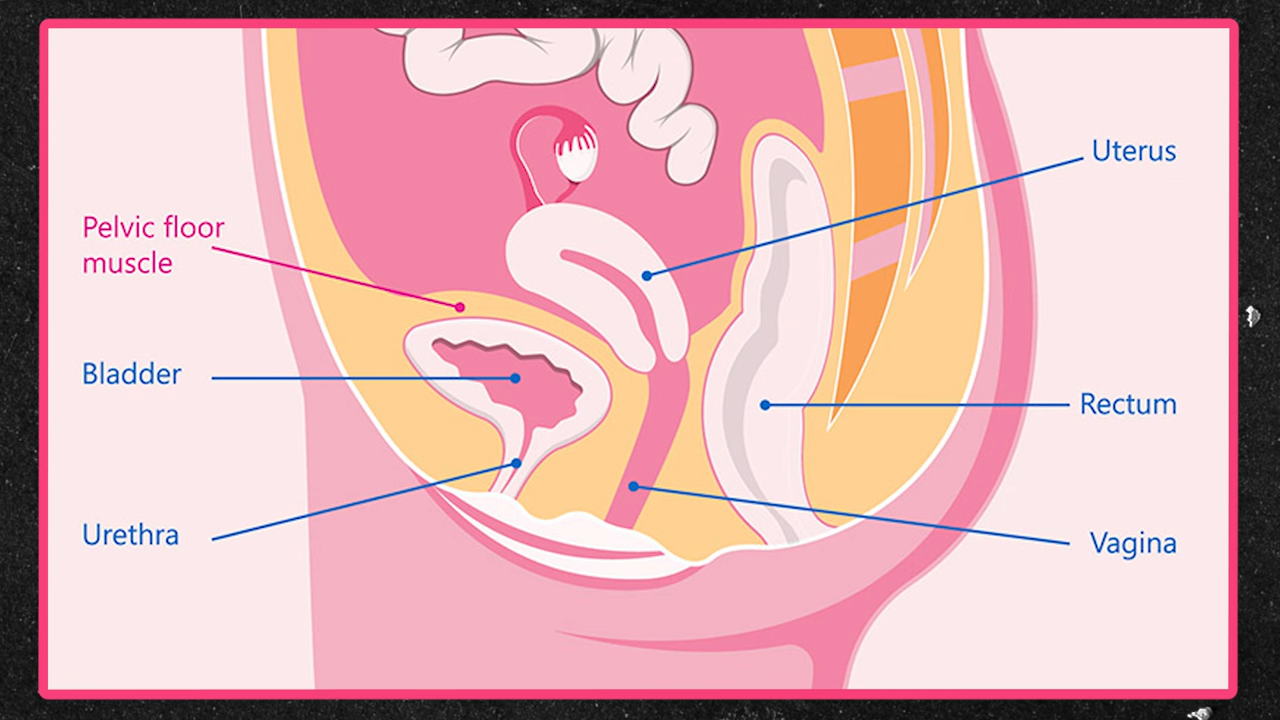 Pelvic floor
muscle
Bladder
Urethra
Uterus
Rectum
Vagina